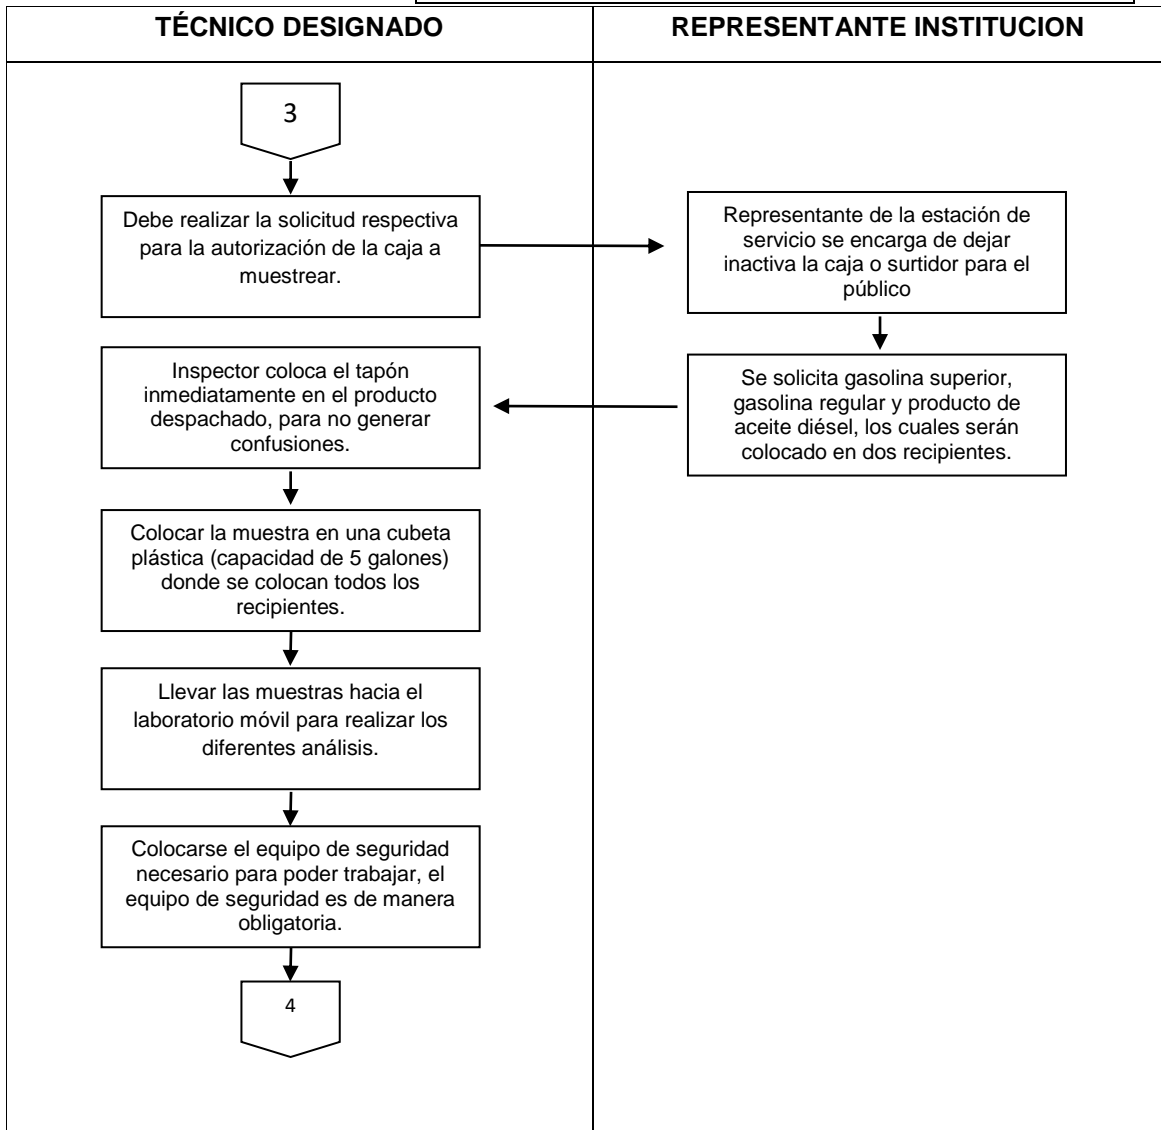 TÉCNICO DESIGNADO
REPRESENTANTE INSTITUCION
3
Debe realizar la solicitud respectiva
para la autorización de la caja a
muestrear.
Representante de la estación de
servicio se encarga de dejar
inactiva la caja o surtidor para el
público
Se solicita gasolina superior,
gasolina regular y producto de
aceite diésel, los cuales serán
colocado en dos recipientes.
Inspector coloca el tapón
inmediatamente en el producto
despachado, para no generar
confusiones.
Colocar la muestra en una cubeta
plástica (capacidad de 5 galones)
donde se colocan todos los
recipientes.
Llevar las muestras hacia el
laboratorio móvil para realizar los
diferentes análisis.
Colocarse el equipo de seguridad
necesario para poder trabajar, el
equipo de seguridad es de manera
obligatoria.
4